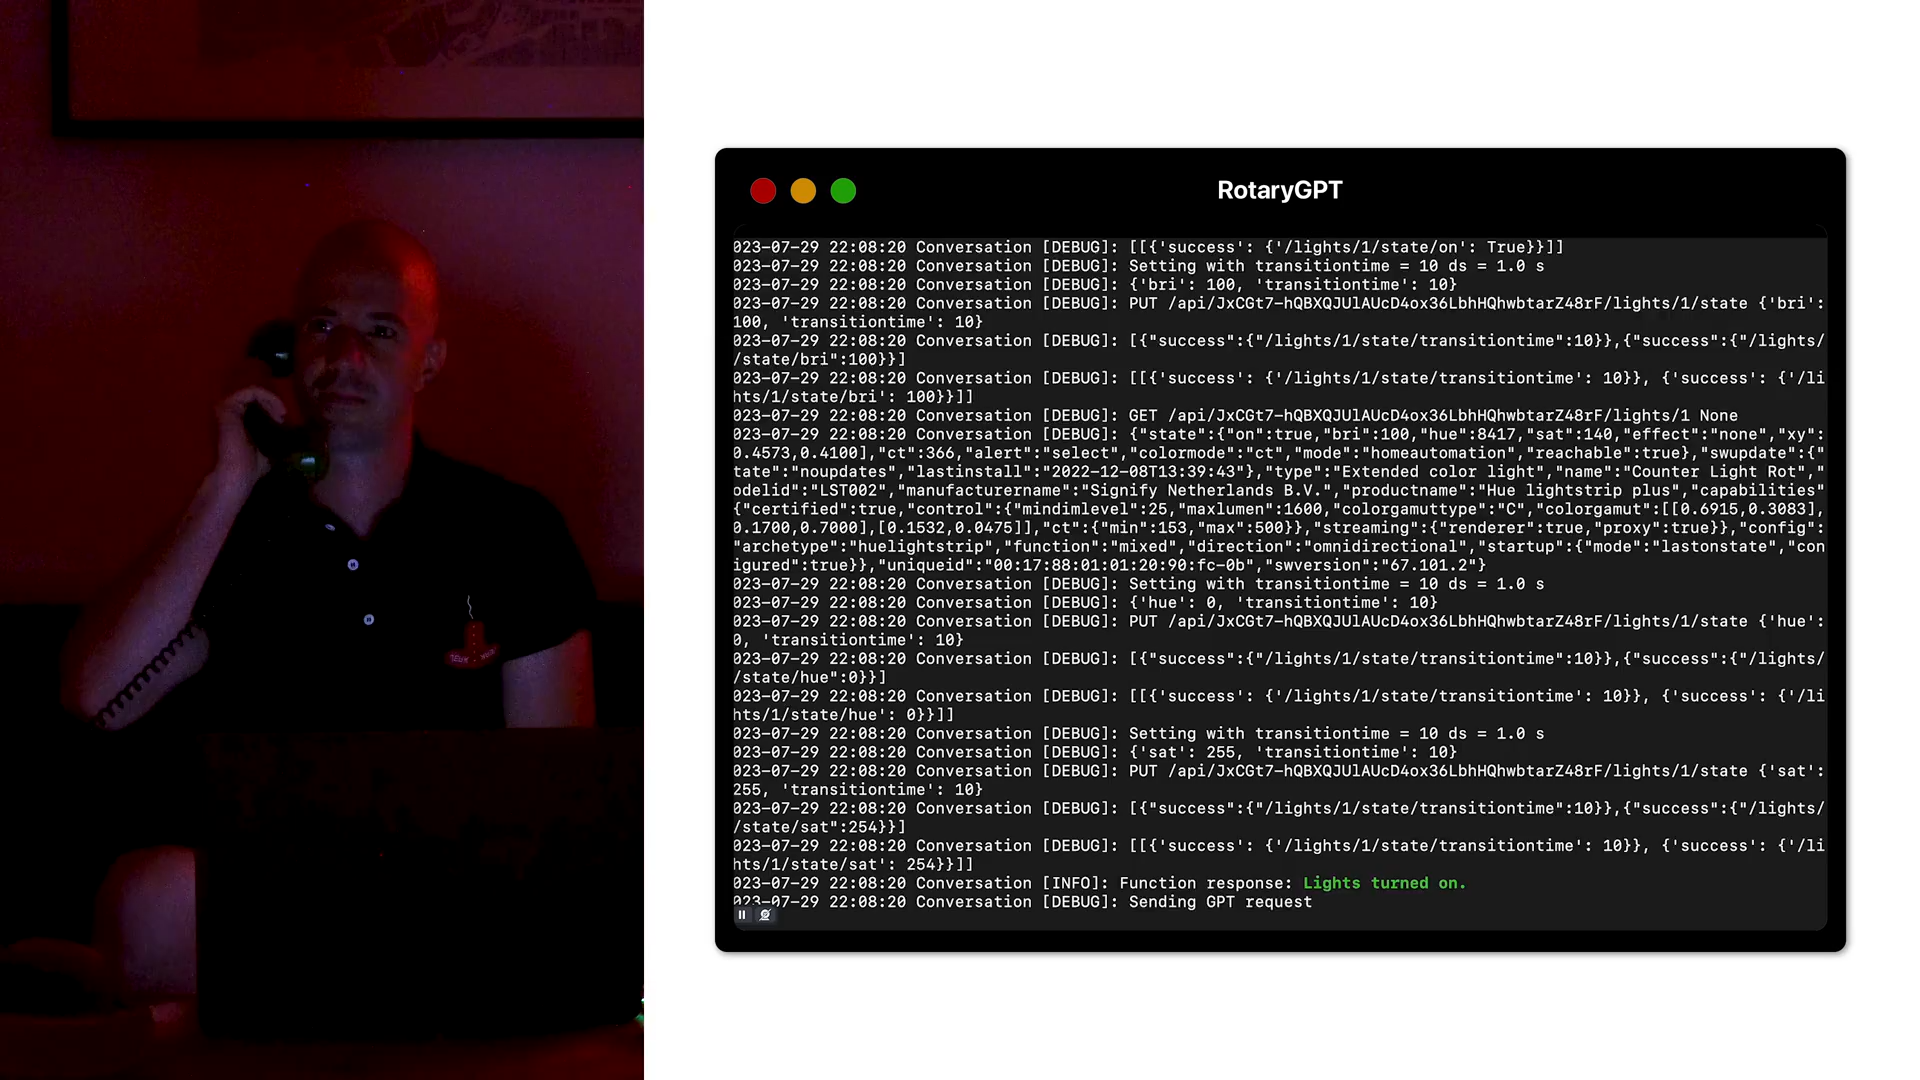 RotaryGPT
023-07-29 22:08:20 Conversation [DEBUG]: [[{'success': {'/lights/1/state/on': True}}]]
023-07-29 22:08:20 Conversation [DEBUG]: Setting with transitiontime = 10 ds = 1.0 s
023-07-29 22:08:20 Conversation [DEBUG]: {'bri': 100, 'transitiontime': 10}
023-07-29 22:08:20 Conversation [DEBUG]: PUT /api/JxCGt7-hQBXQJUlAUcD4ox36LbhHQhwbtarZ48rF/lights/1/state {'bri':
100, 'transitiontime': 10}
023-07-29 22:08:20 Conversation [DEBUG]: [{"success":{"/lights/1/state/transitiontime":10}},{"success":{"/lights/
/state/bri":100}}]
023-07-29 22:08:20 Conversation [DEBUG]: [[{'success': {'/lights/1/state/transitiontime': 10}}, {'success': {'/li
hts/1/state/bri': 100}}]]
023-07-29 22:08:20 Conversation [DEBUG]: GET /api/JxCGt7-hQBXQJUlAUcD4ox36LbhHQhwbtarZ48rF/lights/1 None
023-07-29 22:08:20 Conversation [DEBUG]: {"state":{"on":true,"bri":100,"hue":8417,"sat":140,"effect":"none","xy":
0.4573,0.4100],"ct":366,"alert":"select","colormode":"ct","mode":"homeautomation","reachable":true},"swupdate":{"
tate":"noupdates","lastinstall":"2022-12-08T13:39:43"},"type":"Extended color light","name":"Counter Light Rot","
odelid":"LST002","manufacturername":"Signify Netherlands B.V.","productname":"Hue lightstrip plus","capabilities"
{"certified":true,"control":{"mindimlevel":25,"maxlumen":1600,"colorgamuttype":"C","colorgamut":[[0.6915,0.3083],
0.1700,0.7000],[0.1532,0.0475]],"ct":{"min":153,"max":500}},"streaming":{"renderer":true,"proxy":true}},"config":
"archetype":"huelightstrip","function":"mixed","direction":"omnidirectional","startup":{"mode":"lastonstate","con
igured":true}},"uniqueid":"00:17:88:01:01:20:90:fc-0b","swversion":"67.101.2"}
023-07-29 22:08:20 Conversation [DEBUG]: Setting with transitiontime = 10 ds = 1.0 s
023-07-29 22:08:20 Conversation [DEBUG]: {'hue': 0, 'transitiontime': 10}
023-07-29 22:08:20 Conversation [DEBUG]: PUT /api/JxCGt7-hQBXQJUlAUcD4ox36LbhHQhwbtarZ48rF/lights/1/state {'hue':
0, 'transitiontime': 10}
023-07-29 22:08:20 Conversation [DEBUG]: [{"success":{"/lights/1/state/transitiontime":10}},{"success":{"/lights/
/state/hue":0}}]
023-07-29 22:08:20 Conversation [DEBUG]: [[{'success': {'/lights/1/state/transitiontime': 10}}, {'success': {'/li
hts/1/state/hue': 0}}]]
023-07-29 22:08:20 Conversation [DEBUG]: Setting with transitiontime = 10 ds = 1.0 s
023-07-29 22:08:20 Conversation [DEBUG]: {'sat': 255, 'transitiontime': 10}
023-07-29 22:08:20 Conversation [DEBUG]: PUT /api/JxCGt7-hQBXQJUlAUcD4ox36LbhHQhwbtarZ48rF/lights/1/state {'sat':
255, 'transitiontime': 10}
023-07-29 22:08:20 Conversation [DEBUG]: [{"success":{"/lights/1/state/transitiontime":10}},{"success":{"/lights/
/state/sat":254}}]
023-07-29 22:08:20 Conversation [DEBUG]: [[{'success': {'/lights/1/state/transitiontime': 10}}, {'success': {'/li
hts/1/state/sat': 254}}]]
023-07-29 22:08:20 Conversation [INFO]: Function response: Lights turned on.
023-07-29 22:08:20 Conversation [DEBUG]: Sending GPT request